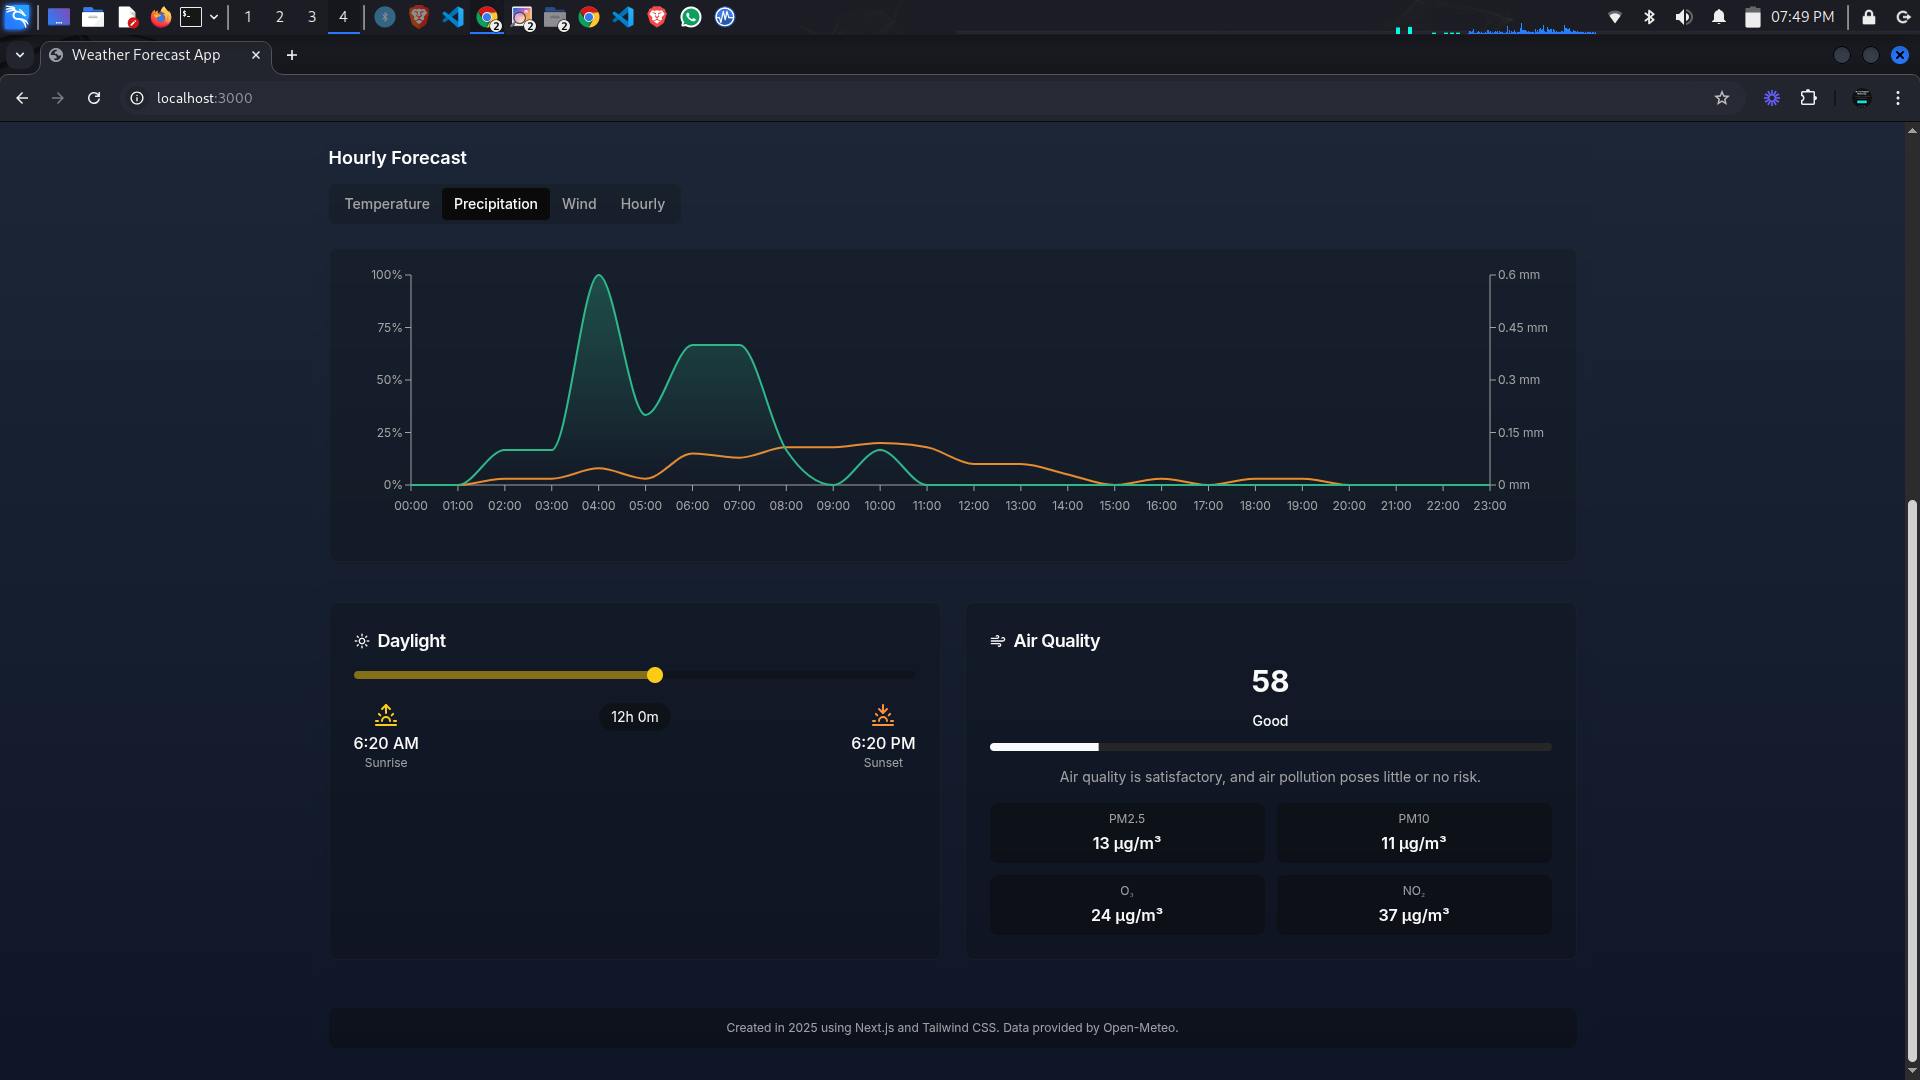 1 2 3 4
2 2 2
07:49 PM
Weather Forecast App
localhost:3000
Hourly Forecast
Temperature Precipitation Wind Hourly
100% 0.6 mm
75% 0.45 mm
50% 0.3 mm
25% 0.15 mm
0% 0 mm
00:00 01:00 02:00 03:00 04:00 05:00 06:00 07:00 08:00 09:00 10:00 11:00 12:00 13:00 14:00 15:00 16:00 17:00 18:00 19:00 20:00 21:00 22:00 23:00
Daylight
12h 0m
6:20 AM 6:20 PM
Sunrise Sunset
Air Quality
58
Good
Air quality is satisfactory, and air pollution poses little or no risk.
PM2.5
13 µg/m³
PM10
11 µg/m³
O₃
24 µg/m³
NO₂
37 µg/m³
Created in 2025 using Next.js and Tailwind CSS. Data provided by Open-Meteo.